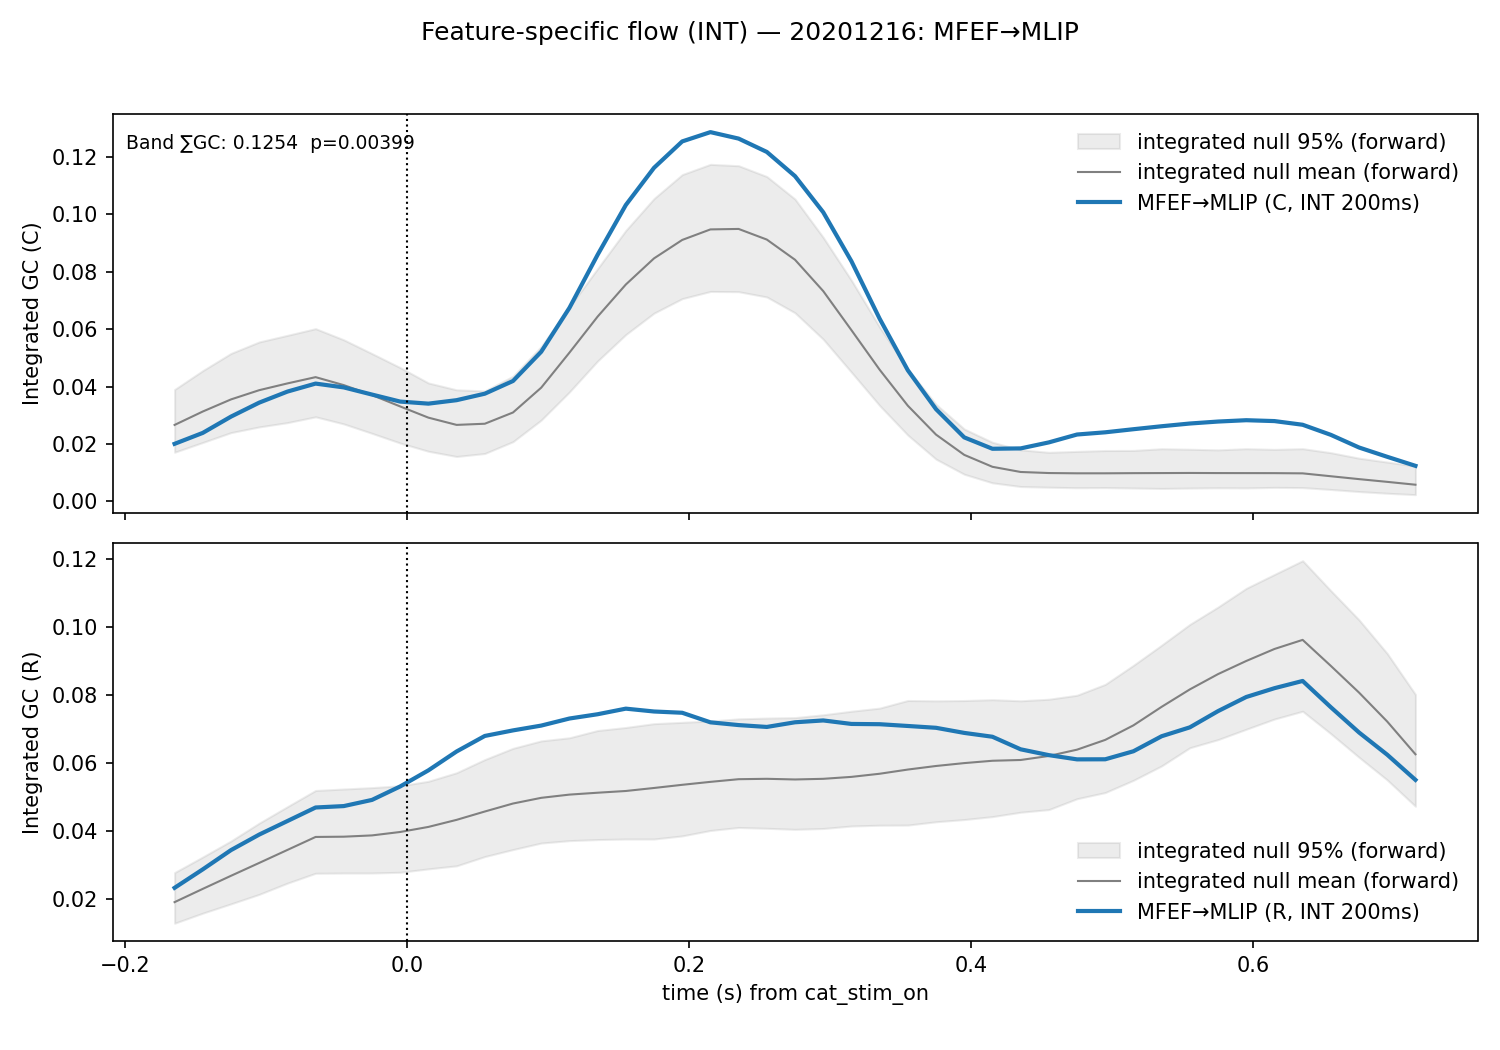 Feature-specific flow (INT) — 20201216: MFEF→MLIP
Band ∑GC: 0.1254  p=0.00399
integrated null 95% (forward)
integrated null mean (forward)
MFEF→MLIP (C, INT 200ms)
Integrated GC (C)
0.12
0.10
0.08
0.06
0.04
0.02
0.00
Integrated GC (R)
0.12
0.10
0.08
0.06
0.04
0.02
integrated null 95% (forward)
integrated null mean (forward)
MFEF→MLIP (R, INT 200ms)
−0.2 0.0 0.2 0.4 0.6
time (s) from cat_stim_on